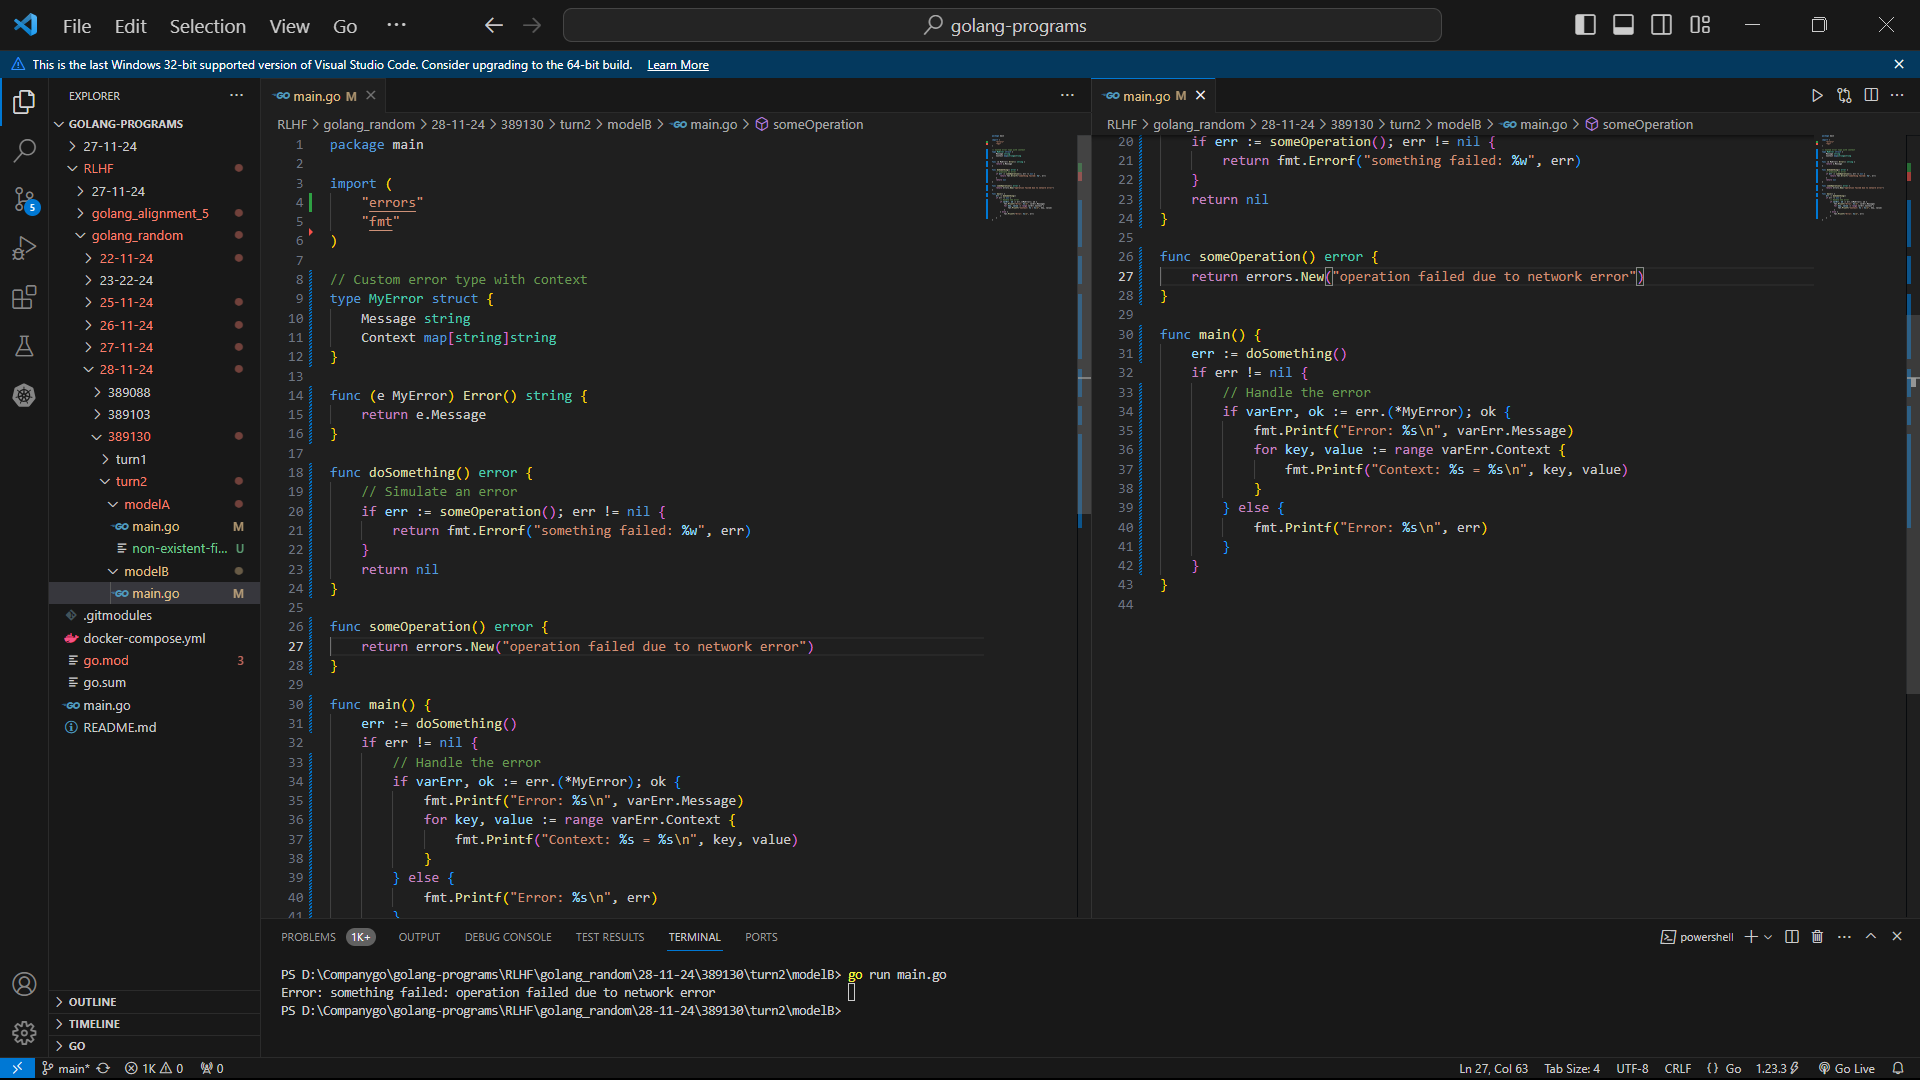 File Edit Selection View Go ··· golang-programs
This is the last Windows 32-bit supported version of Visual Studio Code. Consider upgrading to the 64-bit build. Learn More
EXPLORER
GOLANG-PROGRAMS
27-11-24
RLHF
27-11-24
golang_alignment_5
golang_random
22-11-24
23-22-24
25-11-24
26-11-24
27-11-24
28-11-24
389088
389103
389130
turn1
turn2
modelA
main.go M
non-existent-fi... U
modelB
main.go M
.gitmodules
docker-compose.yml
go.mod 3
go.sum
main.go
README.md
OUTLINE
TIMELINE
GO
5
main.go M
RLHF > golang_random > 28-11-24 > 389130 > turn2 > modelB > main.go > someOperation
1 package main
2
3 import (
4 "errors"
5 "fmt"
6 )
7
8 // Custom error type with context
9 type MyError struct {
10 Message string
11 Context map[string]string
12 }
13
14 func (e MyError) Error() string {
15 return e.Message
16 }
17
18 func doSomething() error {
19 // Simulate an error
20 if err := someOperation(); err != nil {
21 return fmt.Errorf("something failed: %w", err)
22 }
23 return nil
24 }
25
26 func someOperation() error {
27 return errors.New("operation failed due to network error")
28 }
29
30 func main() {
31 err := doSomething()
32 if err != nil {
33 // Handle the error
34 if varErr, ok := err.(*MyError); ok {
35 fmt.Printf("Error: %s\n", varErr.Message)
36 for key, value := range varErr.Context {
37 fmt.Printf("Context: %s = %s\n", key, value)
38 }
39 } else {
40 fmt.Printf("Error: %s\n", err)
41 }
main.go M
RLHF > golang_random > 28-11-24 > 389130 > turn2 > modelB > main.go > someOperation
20 if err := someOperation(); err != nil {
21 return fmt.Errorf("something failed: %w", err)
22 }
23 return nil
24 }
25
26 func someOperation() error {
27 return errors.New("operation failed due to network error")
28 }
29
30 func main() {
31 err := doSomething()
32 if err != nil {
33 // Handle the error
34 if varErr, ok := err.(*MyError); ok {
35 fmt.Printf("Error: %s\n", varErr.Message)
36 for key, value := range varErr.Context {
37 fmt.Printf("Context: %s = %s\n", key, value)
38 }
39 } else {
40 fmt.Printf("Error: %s\n", err)
41 }
42 }
43 }
44
PROBLEMS 1K+ OUTPUT DEBUG CONSOLE TEST RESULTS TERMINAL PORTS powershell
PS D:\Companygo\golang-programs\RLHF\golang_random\28-11-24\389130\turn2\modelB> go run main.go
Error: something failed: operation failed due to network error
PS D:\Companygo\golang-programs\RLHF\golang_random\28-11-24\389130\turn2\modelB>
main* 1K 0 0 Ln 27, Col 63 Tab Size: 4 UTF-8 CRLF {} Go 1.23.3 Go Live